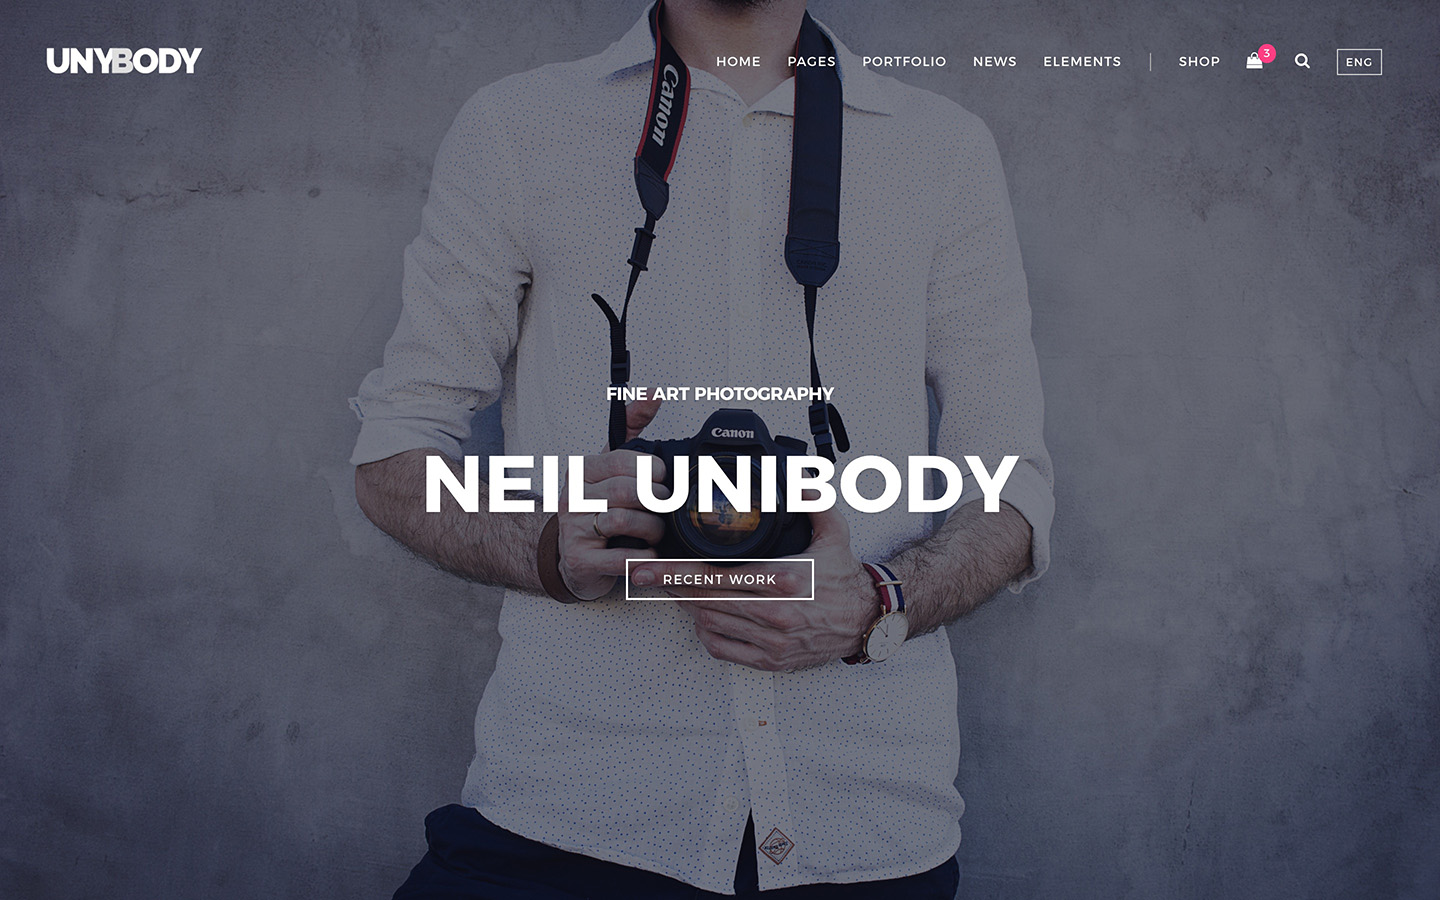 UNYBODY
HOME PAGES PORTFOLIO NEWS ELEMENTS SHOP 3 ENG
Canon
FINE ART PHOTOGRAPHY
Canon
NEIL UNIBODY
RECENT WORK